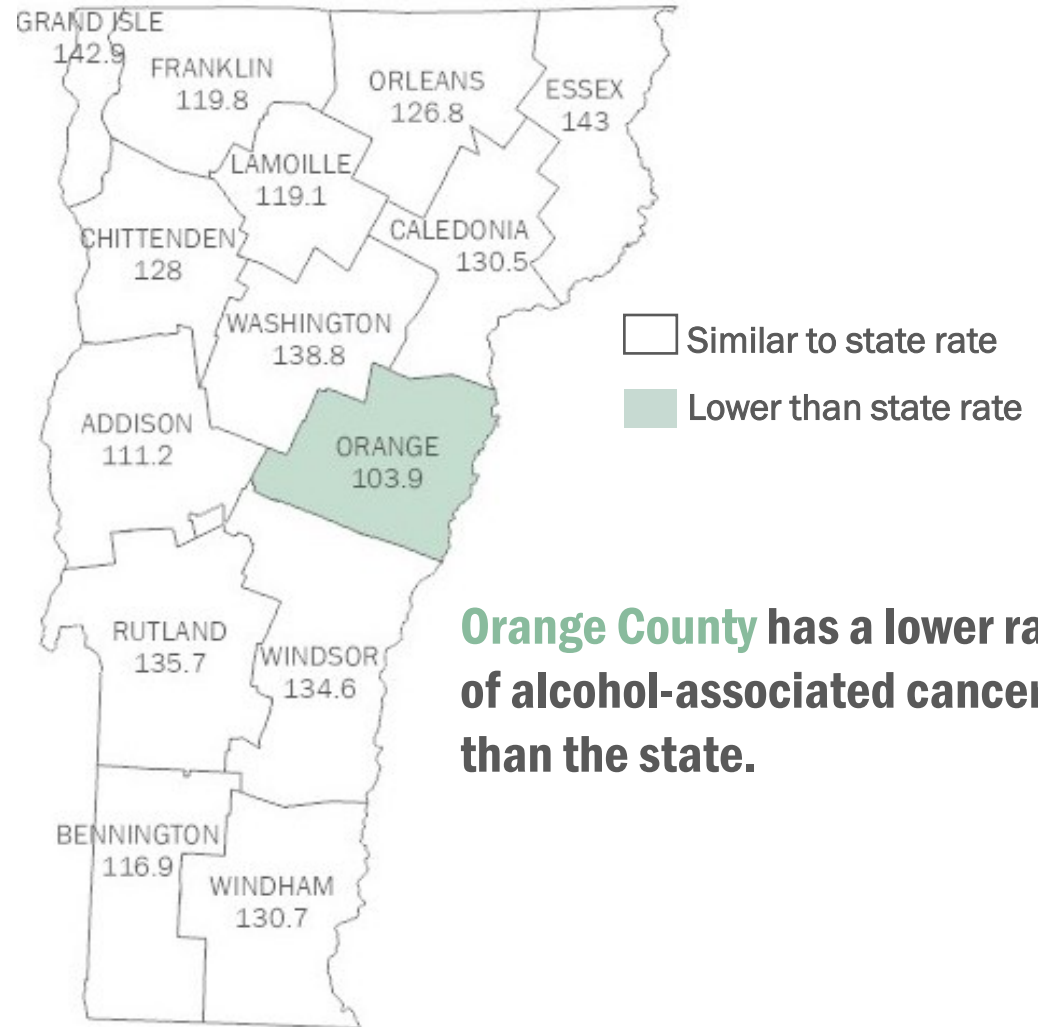 GRAND ISLE
142.9
FRANKLIN
119.8
ORLEANS
126.8
ESSEX
143
LAMOILLE
119.1
CHITTENDEN
128
CALEDONIA
130.5
WASHINGTON
138.8
ADDISON
111.2
ORANGE
103.9
RUTLAND
135.7
WINDSOR
134.6
BENNINGTON
116.9
WINDHAM
130.7
Similar to state rate
Lower than state rate
Orange County has a lower ra
of alcohol-associated cancer
than the state.